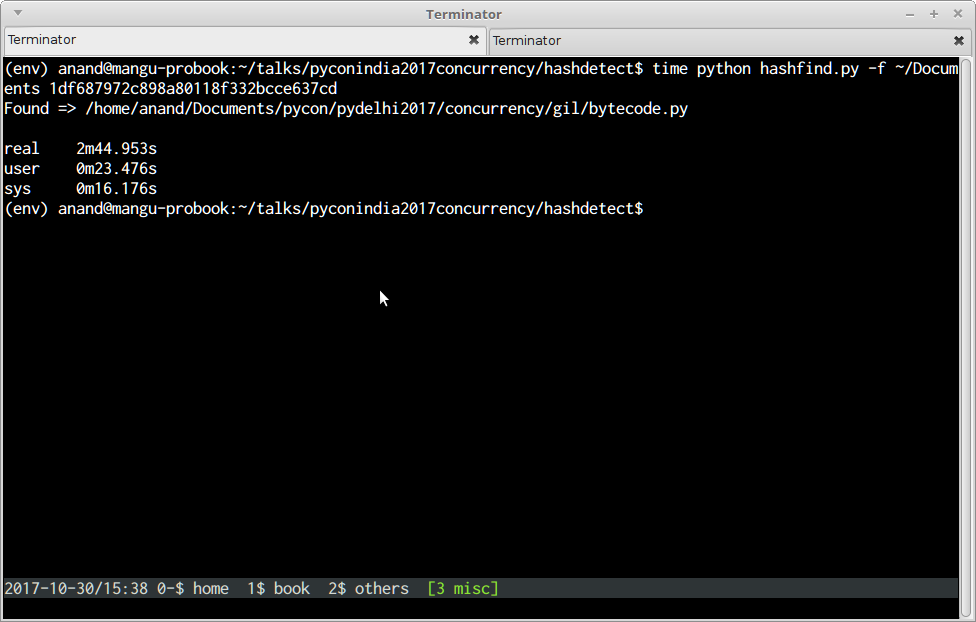 Terminator
Terminator
Terminator
(env) anand@mangu-probook:~/talks/pyconindia2017concurrency/hashdetect$ time python hashfind.py -f ~/Docum
ents 1df687972c898a80118f332bcce637cd
Found => /home/anand/Documents/pycon/pydelhi2017/concurrency/gil/bytecode.py
real 2m44.953s
user 0m23.476s
sys 0m16.176s
(env) anand@mangu-probook:~/talks/pyconindia2017concurrency/hashdetect$
2017-10-30/15:38 0-$ home 1$ book 2$ others [3 misc]